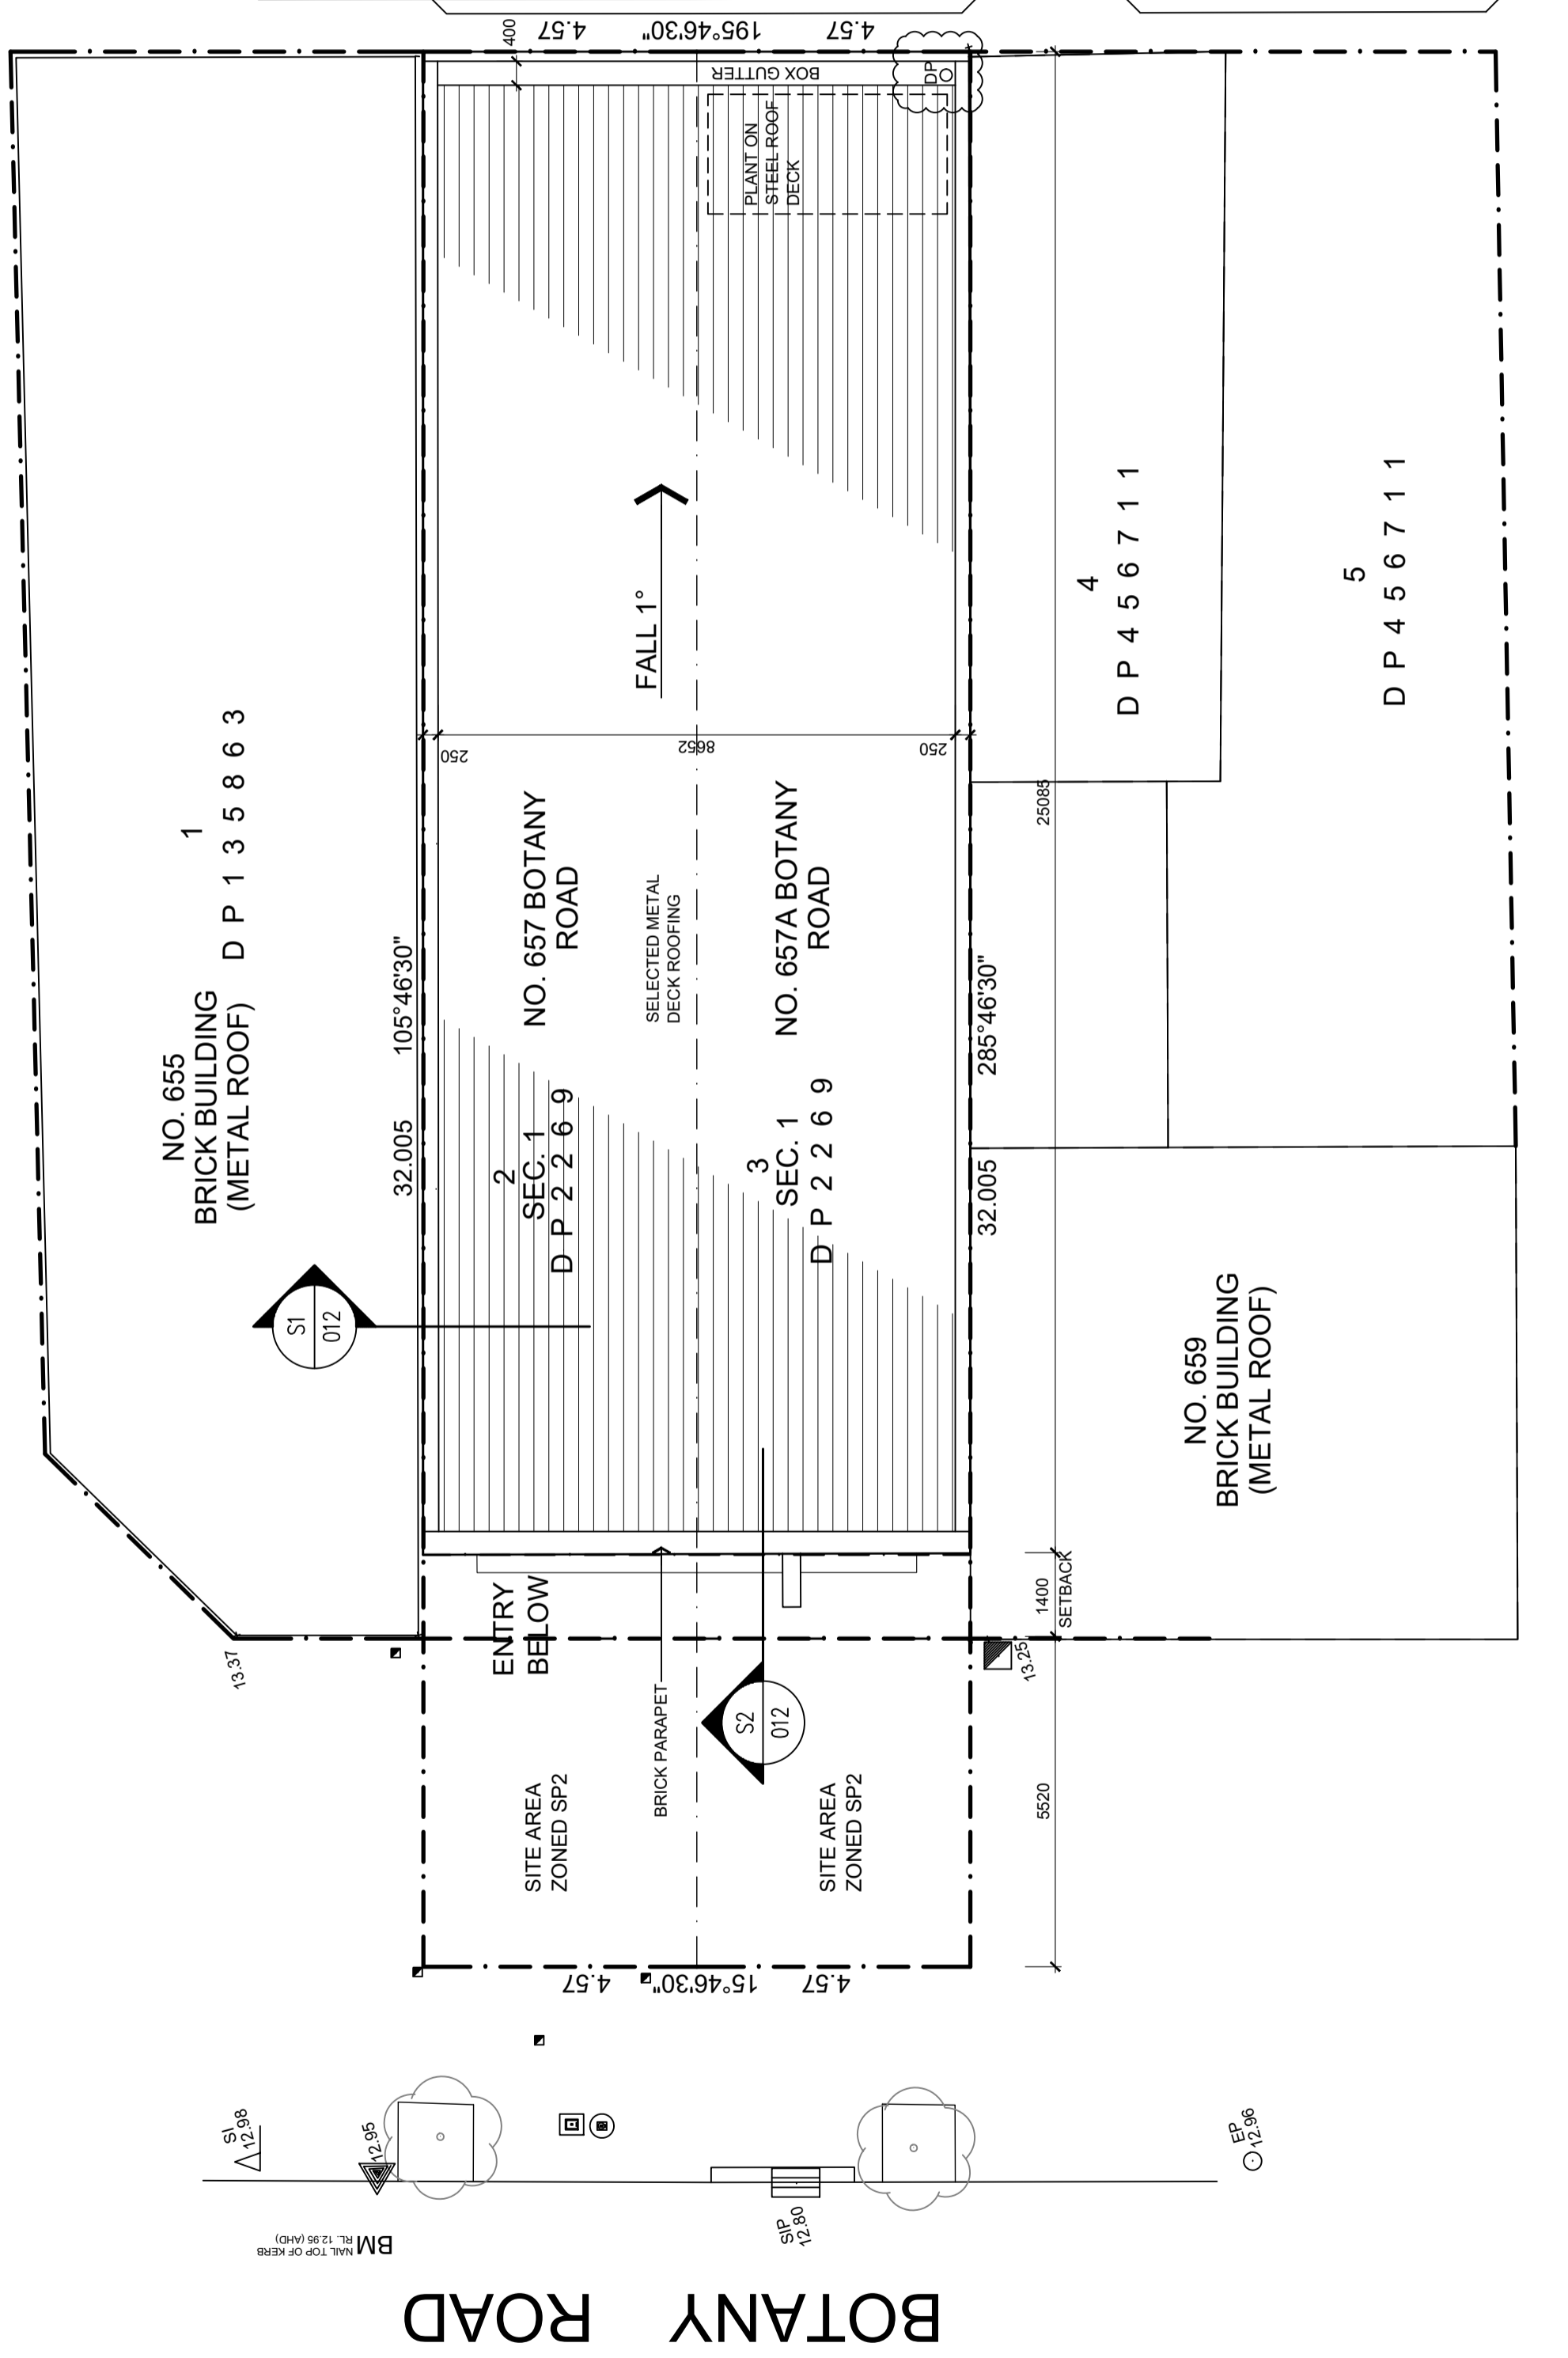 4.57
195°46'30"
4.57
400
BOX GUTTER
DP
PLANT ON
STEEL ROOF
DECK
FALL 1°
250
8652
250
25085
4
D P 4 5 6 7 1 1
5
D P 4 5 6 7 1 1
1
D P 1 3 5 8 6 3
NO. 655
BRICK BUILDING
(METAL ROOF)
32.005
105°46'30"
NO. 657 BOTANY
ROAD
SELECTED METAL
DECK ROOFING
NO. 657A BOTANY
ROAD
32.005
285°46'30"
2
SEC. 1
D P 2 2 6 9
3
SEC. 1
D P 2 2 6 9
S1
012
NO. 659
BRICK BUILDING
(METAL ROOF)
ENTRY
BELOW
1400
SETBACK
13.37
13.25
BRICK PARAPET
S2
012
SITE AREA
ZONED SP2
SITE AREA
ZONED SP2
5520
4.57
15°46'30"
4.57
SI
12.98
12.95
EP
12.96
SIP
12.80
BM
NAIL TOP OF KERB
RL. 12.95 (AHD)
BOTANY ROAD